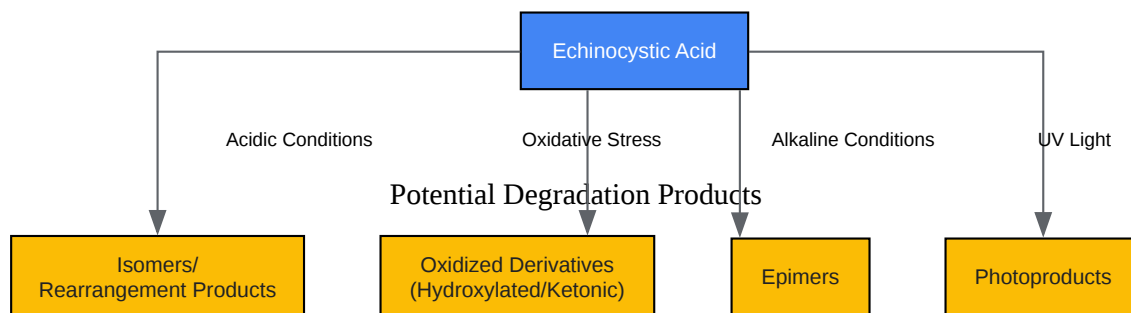 Echinocystic Acid
Acidic Conditions
Oxidative Stress
Alkaline Conditions
UV Light
Potential Degradation Products
Isomers/
Rearrangement Products
Oxidized Derivatives
(Hydroxylated/Ketonic)
Epimers
Photoproducts